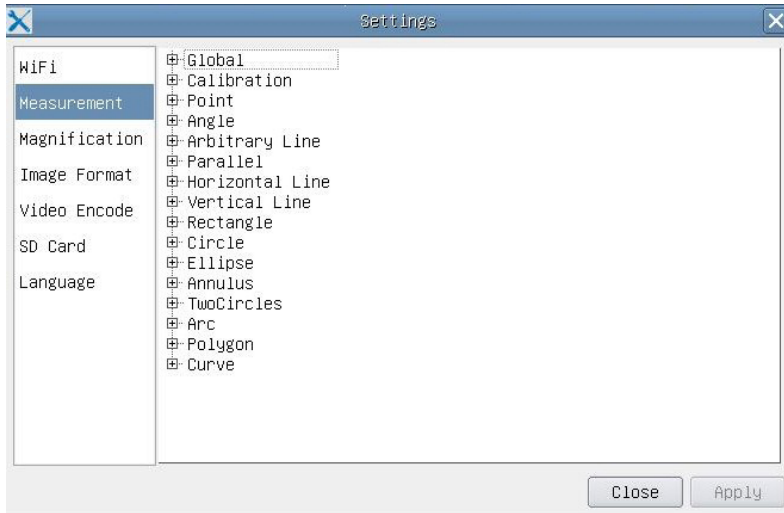 Settings
WiFi
Measurement
Magnification
Image Format
Video Encode
SD Card
Language
Global
Calibration
Point
Angle
Arbitrary Line
Parallel
Horizontal Line
Vertical Line
Rectangle
Circle
Ellipse
Annulus
TwoCircles
Arc
Polygon
Curve
Close
Apply